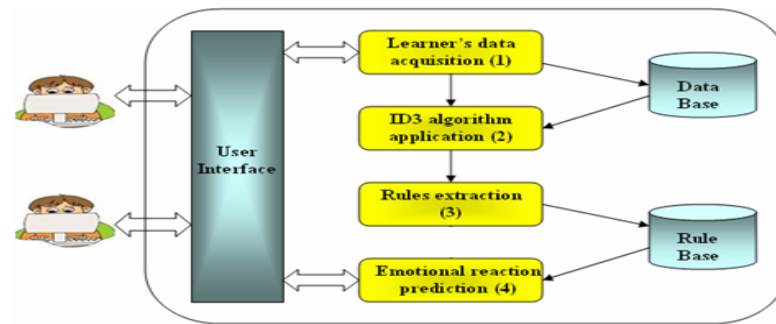 Learner's data
acquisition (1)
Data
Base
ID3 algorithm
application (2)
User
Interface
Rules extraction
(3)
Rule
Base
Emotional reaction
prediction (4)